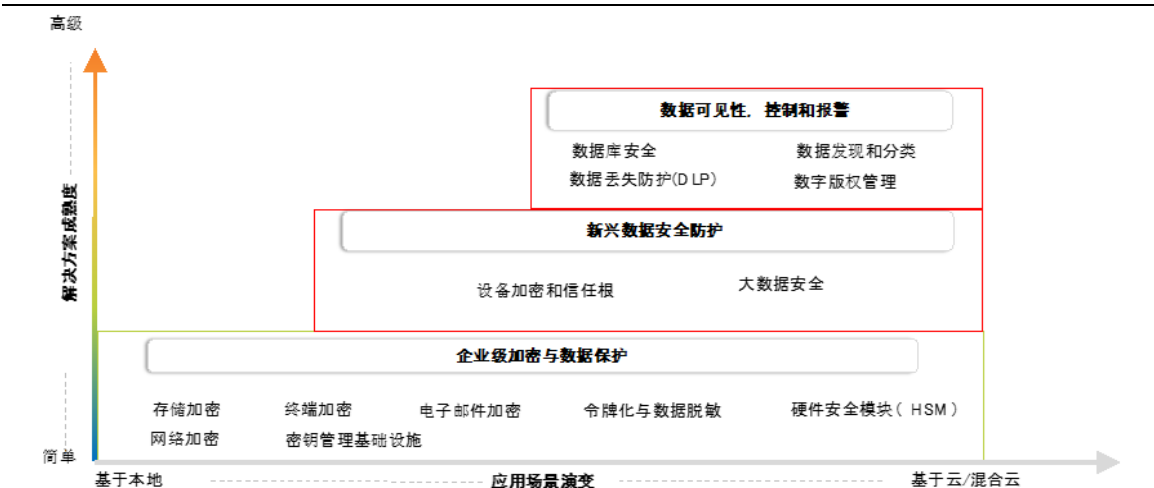 高级
数据可见性，控制和报警
数据库安全 数据发现和分类
数据丢失防护(DLP) 数字版权管理
解决方案成熟度
新兴数据安全防护
设备加密和信任根 大数据安全
企业级加密与数据保护
存储加密 终端加密 电子邮件加密 令牌化与数据脱敏 硬件安全模块( HSM)
网络加密 密钥管理基础设施
简单
基于本地 应用场景演变 基于云/混合云